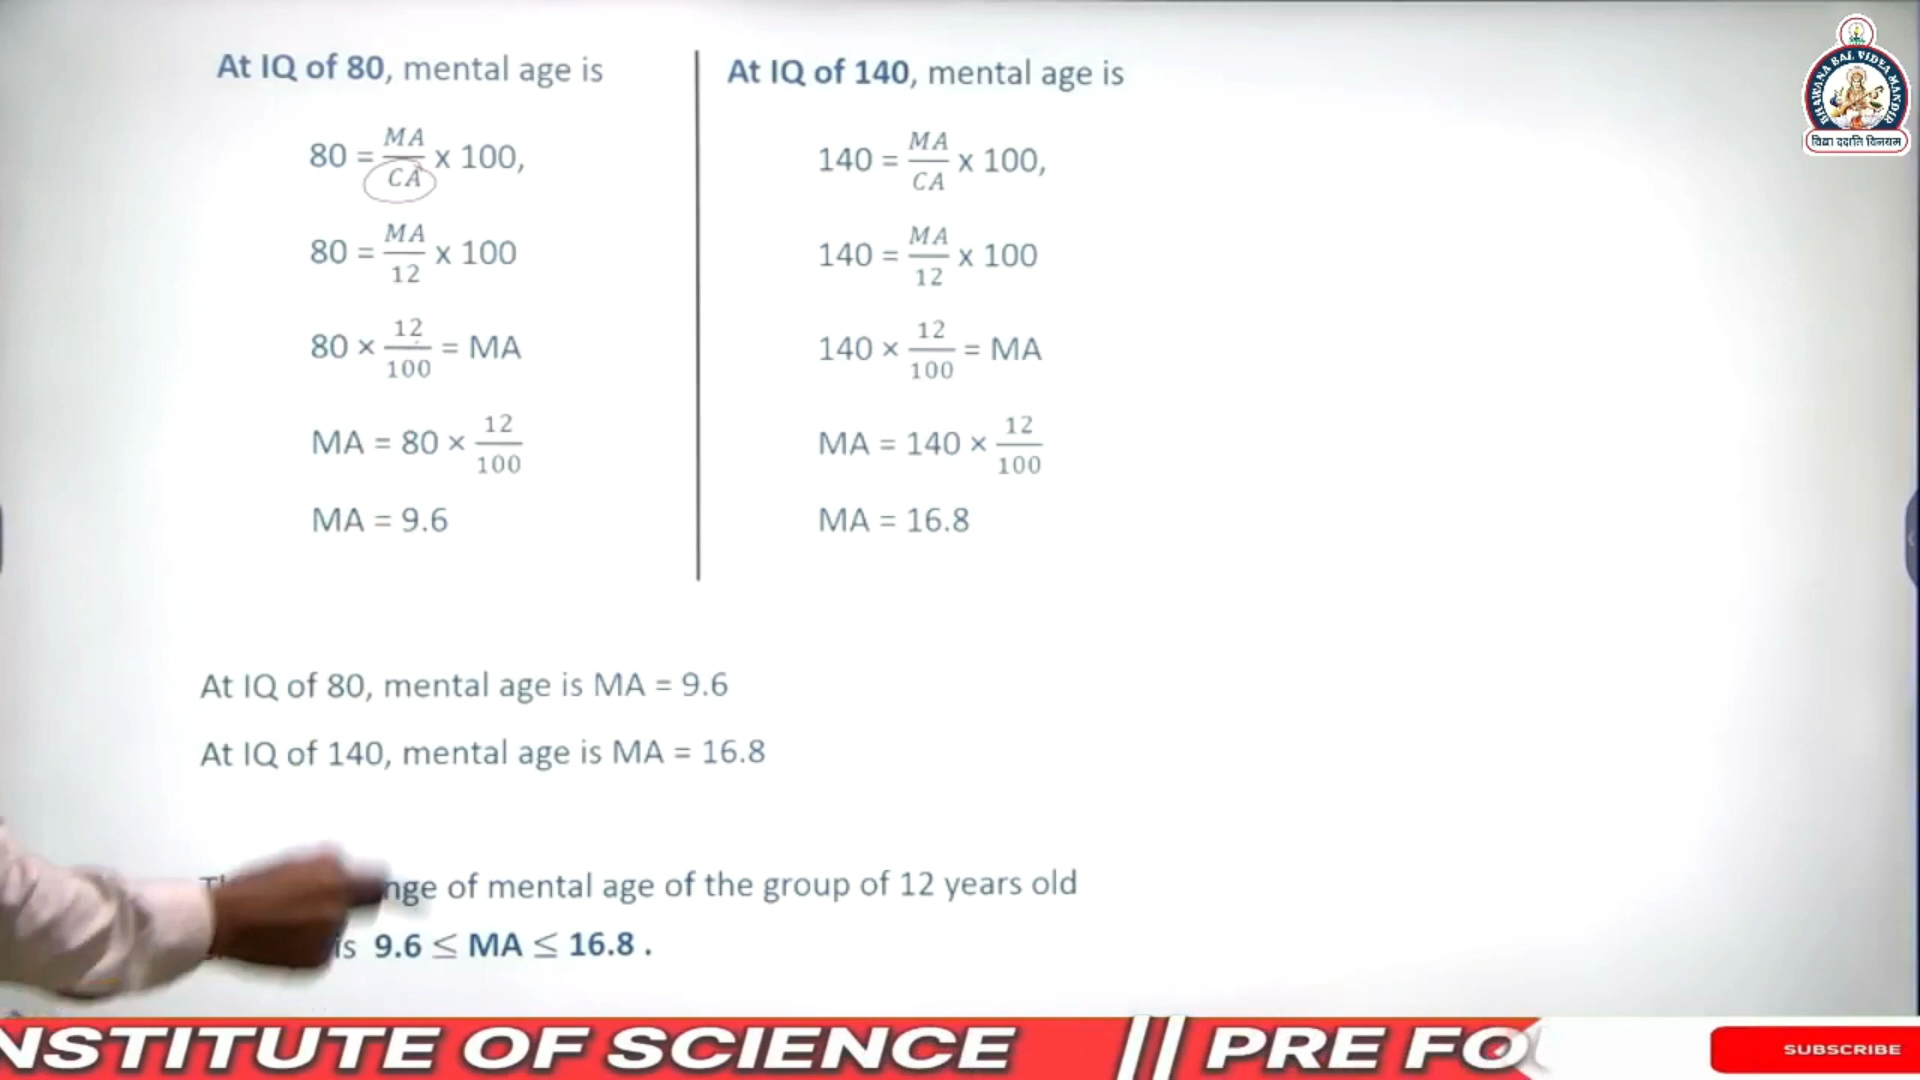 At IQ of 80, mental age is
80 = MA/CA x 100,
80 = MA/12 x 100
80 × 12/100 = MA
MA = 80 × 12/100
MA = 9.6
At IQ of 140, mental age is
140 = MA/CA x 100,
140 = MA/12 x 100
140 × 12/100 = MA
MA = 140 × 12/100
MA = 16.8
At IQ of 80, mental age is MA = 9.6
At IQ of 140, mental age is MA = 16.8
of mental age of the group of 12 years old
is 9.6 ≤ MA ≤ 16.8 .
BHAWANA BAL VIDYA MANDIR
विद्या ददाति विनयम
NSTITUTE OF SCIENCE || PRE FO
SUBSCRIBE